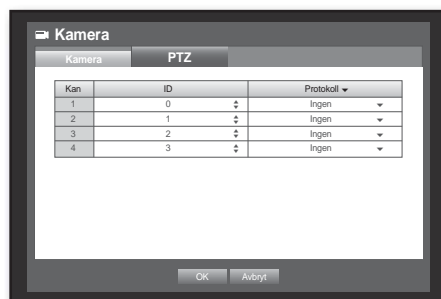 Kamera
Kamera PTZ
Kan ID Protokoll
1 0 Ingen
2 1 Ingen
3 2 Ingen
4 3 Ingen
OK Avbryt